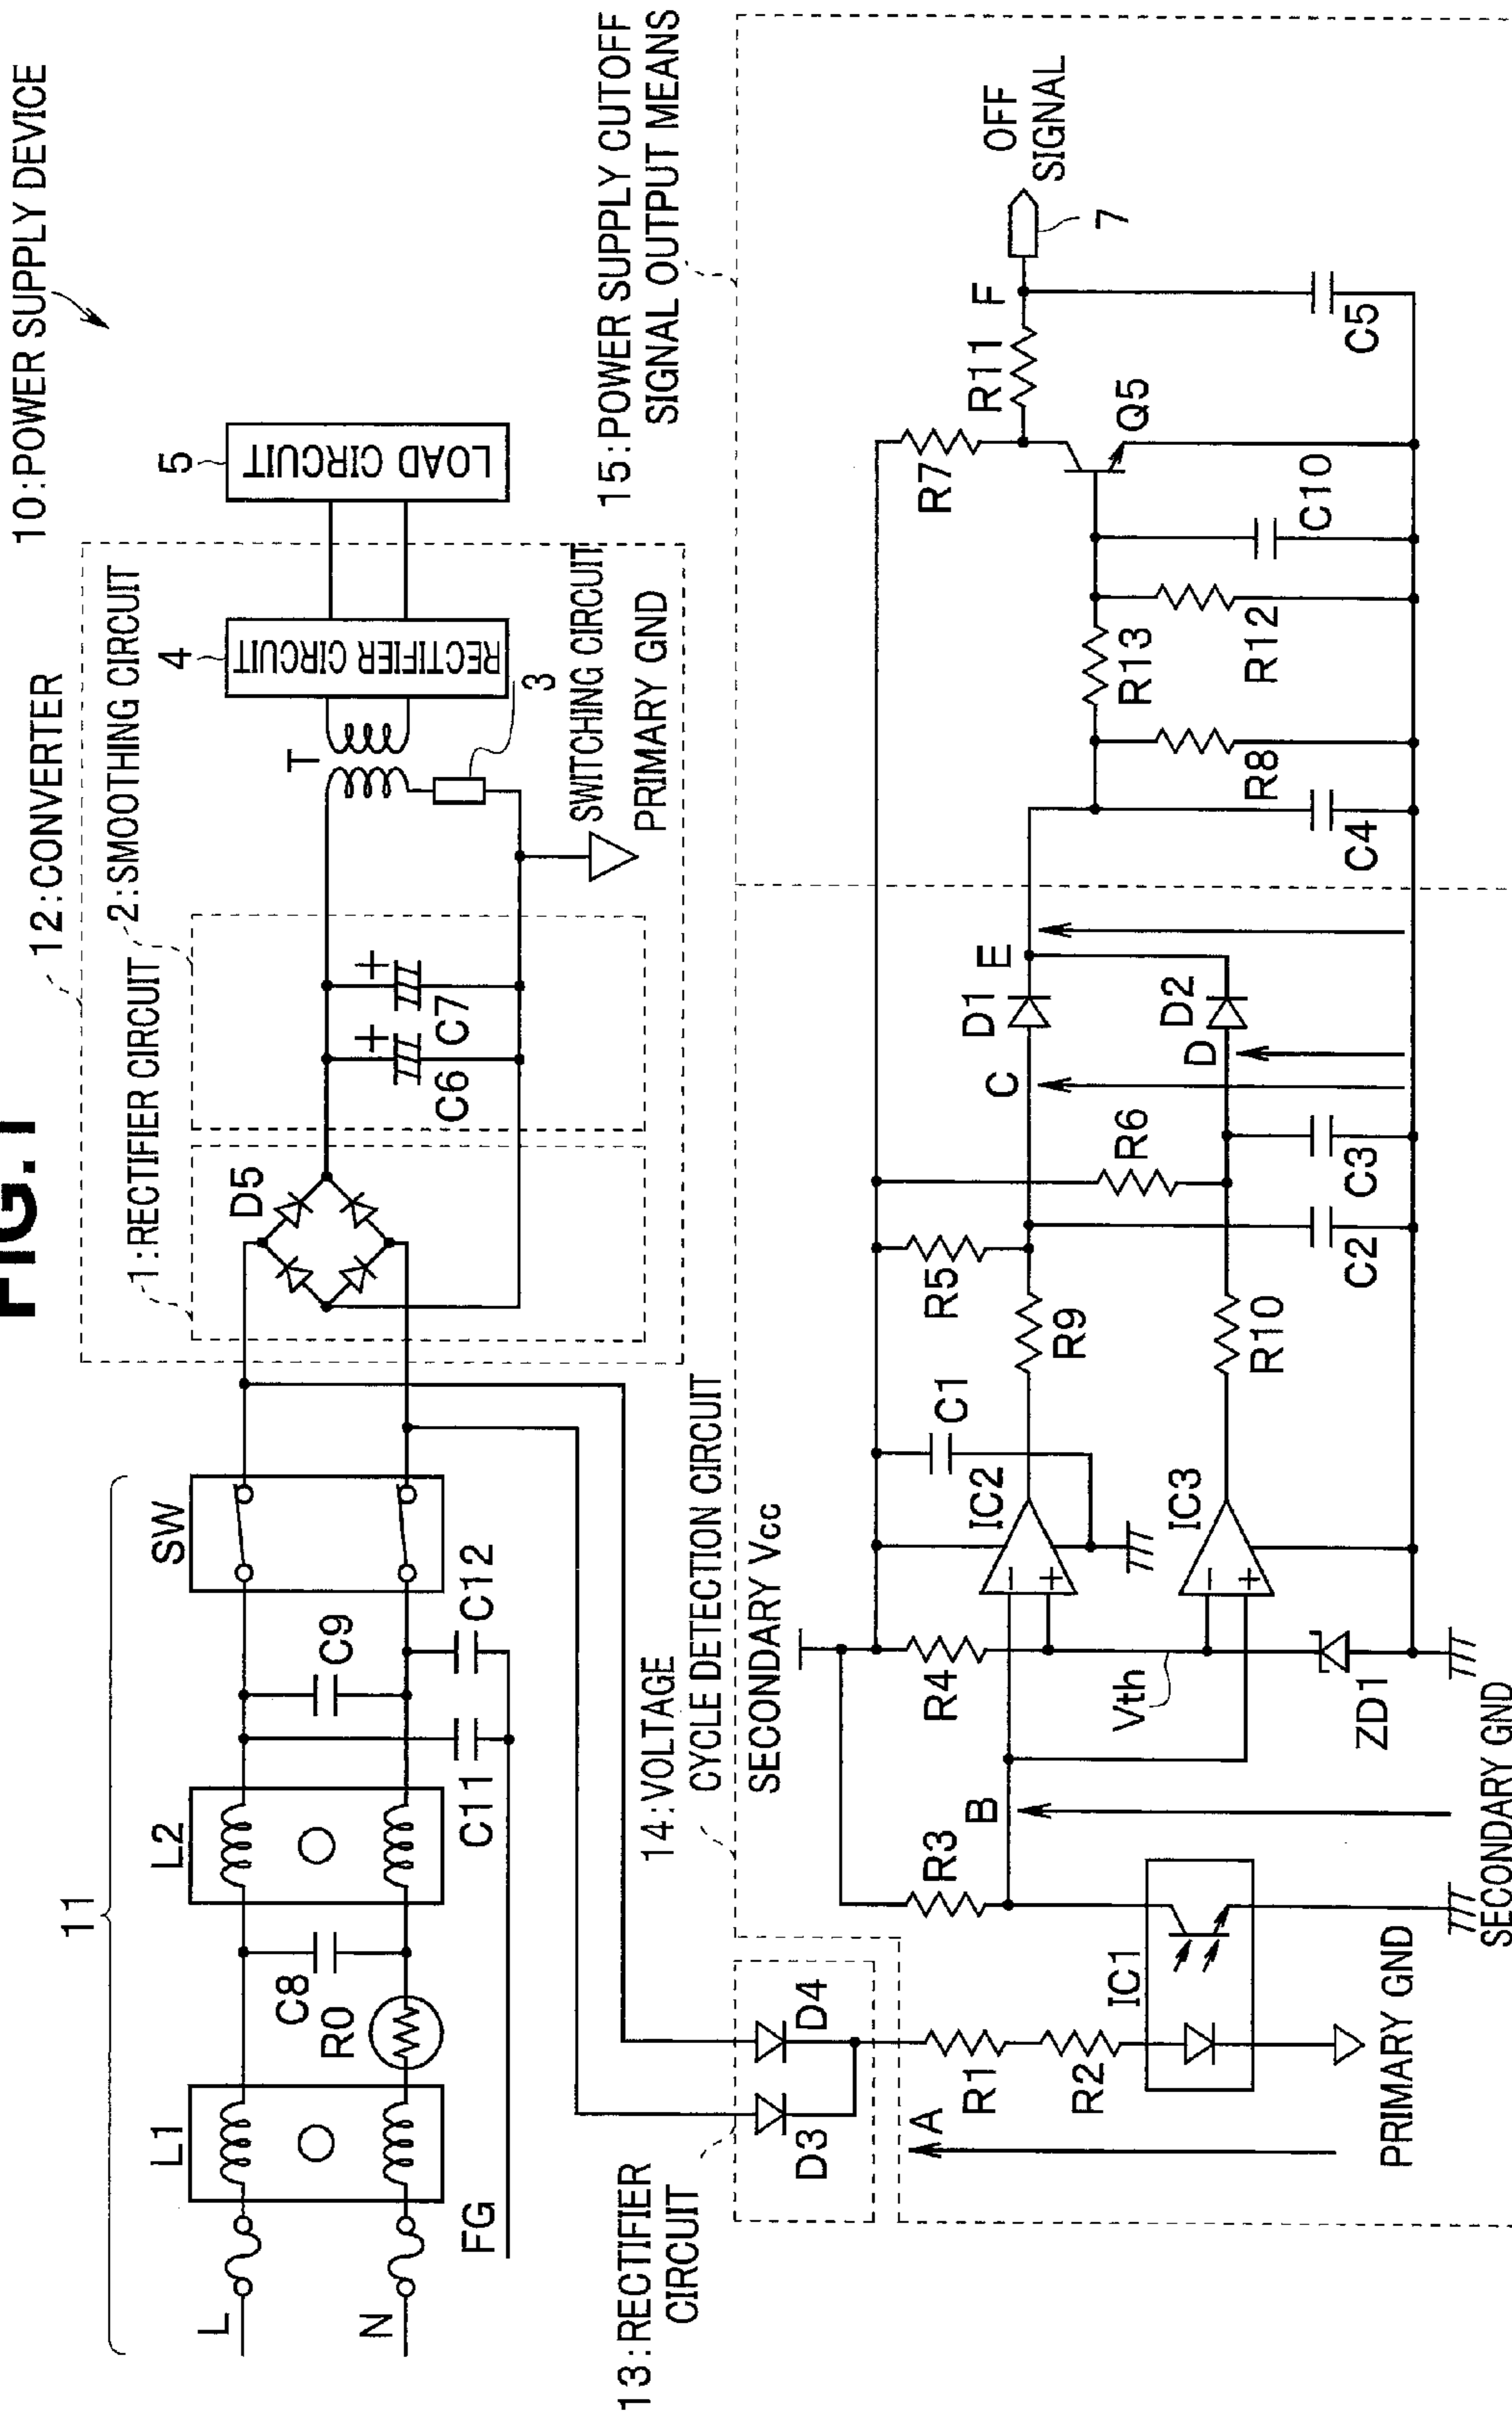 FIG. 1
10:POWER SUPPLY DEVICE
12:CONVERTER
1:RECTIFIER CIRCUIT
2:SMOOTHING CIRCUIT
11
L
N
FG
L1
R0
C8
L2
C11
C9
C12
SW
D5
C6
+
C7
+
T
3
SWITCHING CIRCUIT
PRIMARY GND
4
RECTIFIER CIRCUIT
5
LOAD CIRCUIT
13:RECTIFIER
CIRCUIT
D3
D4
A
R1
R2
IC1
PRIMARY GND
14:VOLTAGE
CYCLE DETECTION CIRCUIT
SECONDARY Vcc
R3
B
SECONDARY GND
R4
Vth
ZD1
IC2
−
+
IC3
−
+
C1
R9
R10
R5
R6
C2
C3
C
D
D1
D2
E
15:POWER SUPPLY CUTOFF
SIGNAL OUTPUT MEANS
C4
R8
R13
R12
C10
Q5
R7
R11
F
C5
7
OFF
SIGNAL